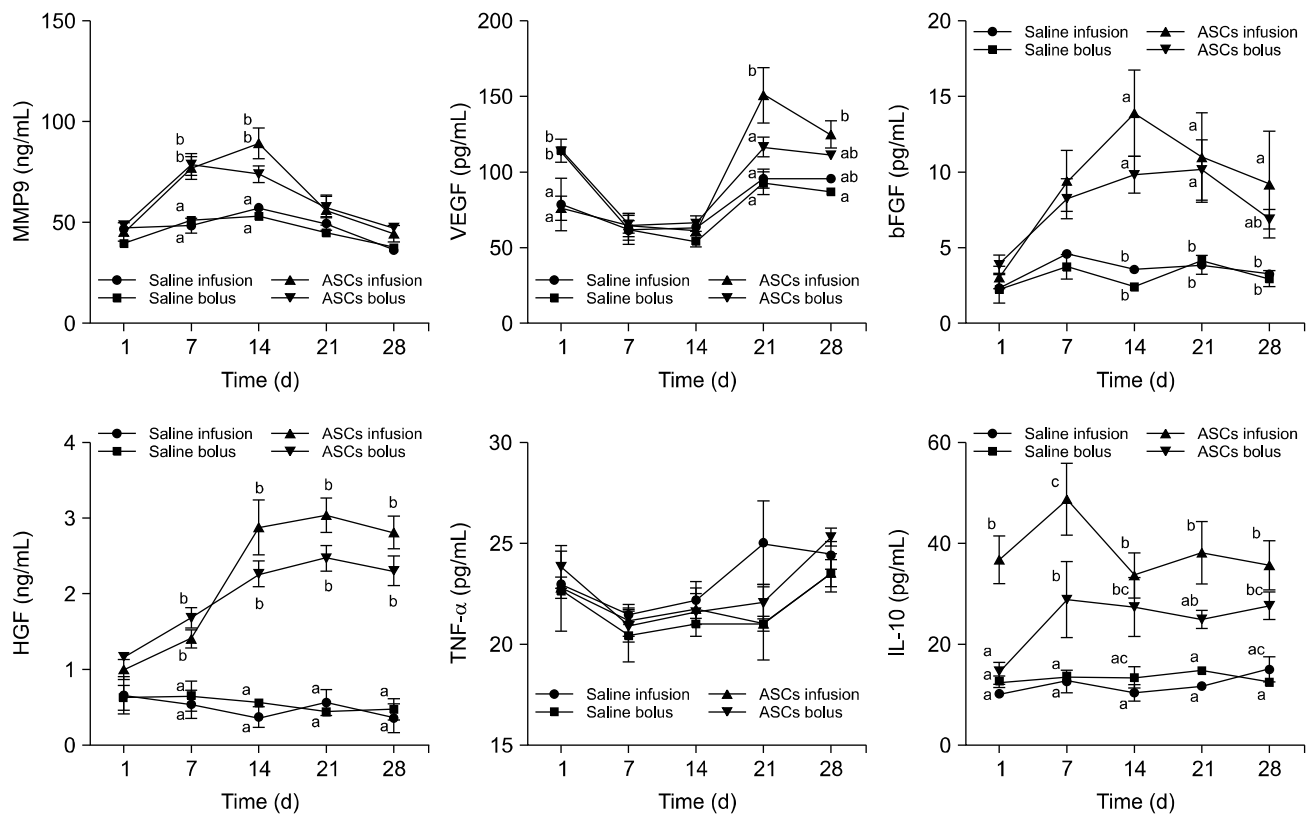 MMP9 (ng/mL)
150
100
50
0
b
b
b
b
a
a
a
a
Saline infusion
Saline bolus
ASCs infusion
ASCs bolus
1 7 14 21 28
Time (d)
VEGF (pg/mL)
200
150
100
50
0
b
b
a
a
b
a
b
ab
ab
a
Saline infusion
Saline bolus
ASCs infusion
ASCs bolus
1 7 14 21 28
Time (d)
bFGF (pg/mL)
20
15
10
5
0
Saline infusion
Saline bolus
ASCs infusion
ASCs bolus
a
a
b
b
a
a
b
b
a
ab
b
b
1 7 14 21 28
Time (d)
HGF (ng/mL)
4
3
2
1
0
Saline infusion
Saline bolus
ASCs infusion
ASCs bolus
b
b
a
a
b
b
a
a
b
b
a
a
b
b
a
a
1 7 14 21 28
Time (d)
TNF-α (pg/mL)
30
25
20
15
Saline infusion
Saline bolus
ASCs infusion
ASCs bolus
1 7 14 21 28
Time (d)
IL-10 (pg/mL)
60
40
20
0
Saline infusion
Saline bolus
ASCs infusion
ASCs bolus
b
a
a
a
c
b
a
a
b
bc
ac
a
b
ab
a
a
b
bc
ac
a
1 7 14 21 28
Time (d)